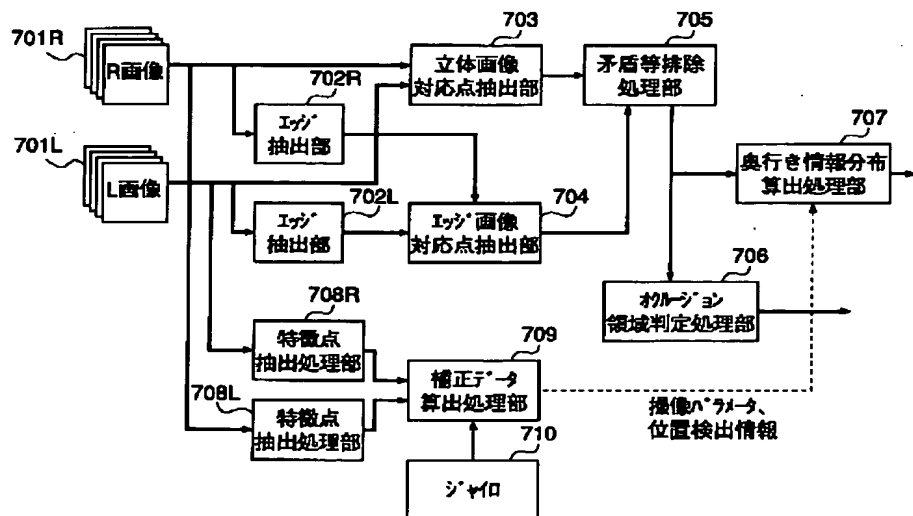 703
705
701R
R画像
立体画像
対応点抽出部
矛盾等排除
処理部
702R
エッジ
抽出部
701L
L画像
707
奥行き情報分布
算出処理部
702L
704
エッジ
抽出部
エッジ画像
対応点抽出部
706
オクルージョン
領域判定処理部
708R
特徴点
抽出処理部
709
補正データ
算出処理部
708L
特徴点
抽出処理部
撮像パラメータ、
位置検出情報
710
ジャイロ